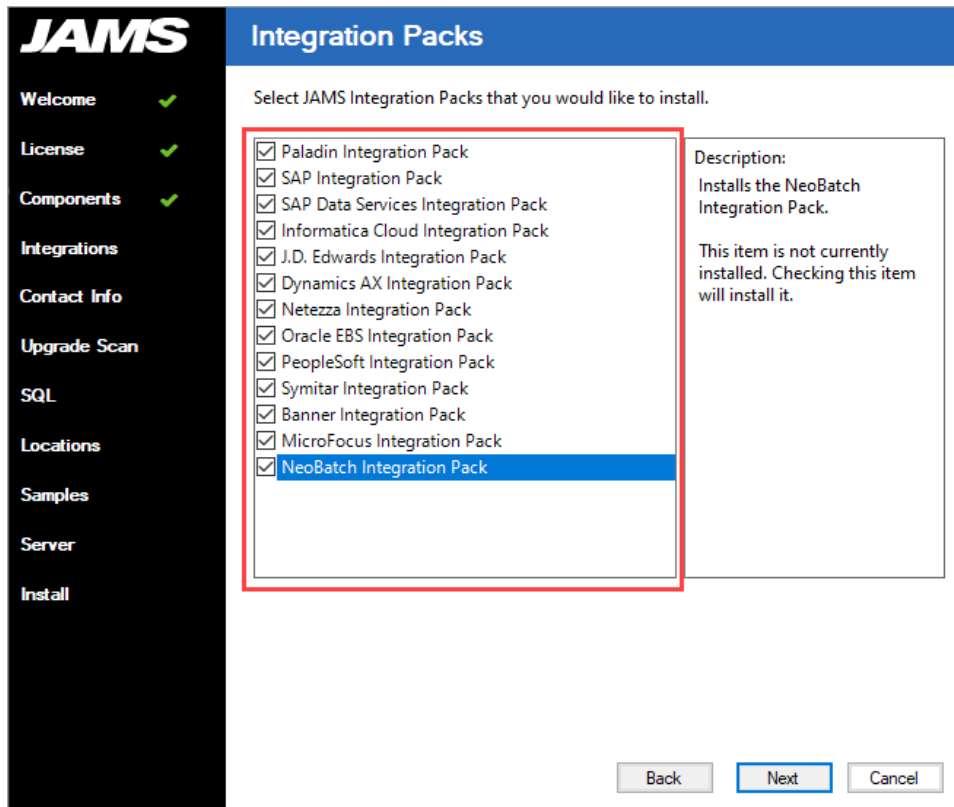 JAMS
Integration Packs
Welcome
License
Components
Integrations
Contact Info
Upgrade Scan
SQL
Locations
Samples
Server
Install
Select JAMS Integration Packs that you would like to install.
Paladin Integration Pack
SAP Integration Pack
SAP Data Services Integration Pack
Informatica Cloud Integration Pack
J.D. Edwards Integration Pack
Dynamics AX Integration Pack
Netezza Integration Pack
Oracle EBS Integration Pack
PeopleSoft Integration Pack
Symitar Integration Pack
Banner Integration Pack
MicroFocus Integration Pack
NeoBatch Integration Pack
Description:
Installs the NeoBatch
Integration Pack.
This item is not currently
installed. Checking this item
will install it.
Back
Next
Cancel